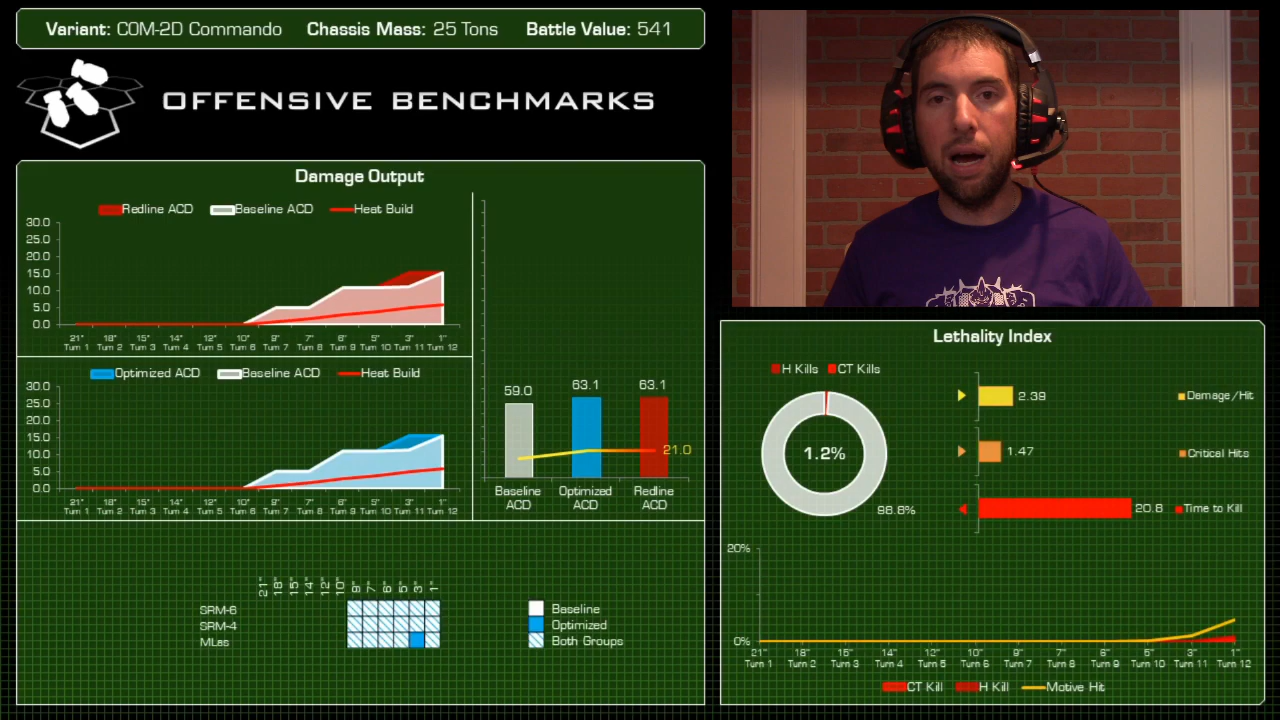 Variant: COM-2D Commando Chassis Mass: 25 Tons Battle Value: 541
OFFENSIVE BENCHMARKS
Damage Output
Redline ACD Baseline ACD Heat Build
30.0
25.0
20.0
15.0
10.0
5.0
0.0
21" 18" 15" 14" 12" 10" 9" 7" 6" 5" 3" 1"
Turn 1 Turn 2 Turn 3 Turn 4 Turn 5 Turn 6 Turn 7 Turn 8 Turn 9 Turn 10 Turn 11 Turn 12
Optimized ACD Baseline ACD Heat Build
30.0
25.0
20.0
15.0
10.0
5.0
0.0
21" 18" 15" 14" 12" 10" 9" 7" 6" 5" 3" 1"
Turn 1 Turn 2 Turn 3 Turn 4 Turn 5 Turn 6 Turn 7 Turn 8 Turn 9 Turn 10 Turn 11 Turn 12
59.0 63.1 63.1
21.0
Baseline ACD Optimized ACD Redline ACD
21" 18" 15" 14" 12" 10" 9" 7" 6" 5" 3" 1"
SRM-6
SRM-4
MLas
Baseline
Optimized
Both Groups
Lethality Index
H Kills CT Kills
1.2%
98.8%
2.39 Damage/Hit
1.47 Critical Hits
20.6 Time to Kill
20%
0%
21" 18" 15" 14" 12" 10" 9" 7" 6" 5" 3" 1"
Turn 1 Turn 2 Turn 3 Turn 4 Turn 5 Turn 6 Turn 7 Turn 8 Turn 9 Turn 10 Turn 11 Turn 12
CT Kill H Kill Motive Hit